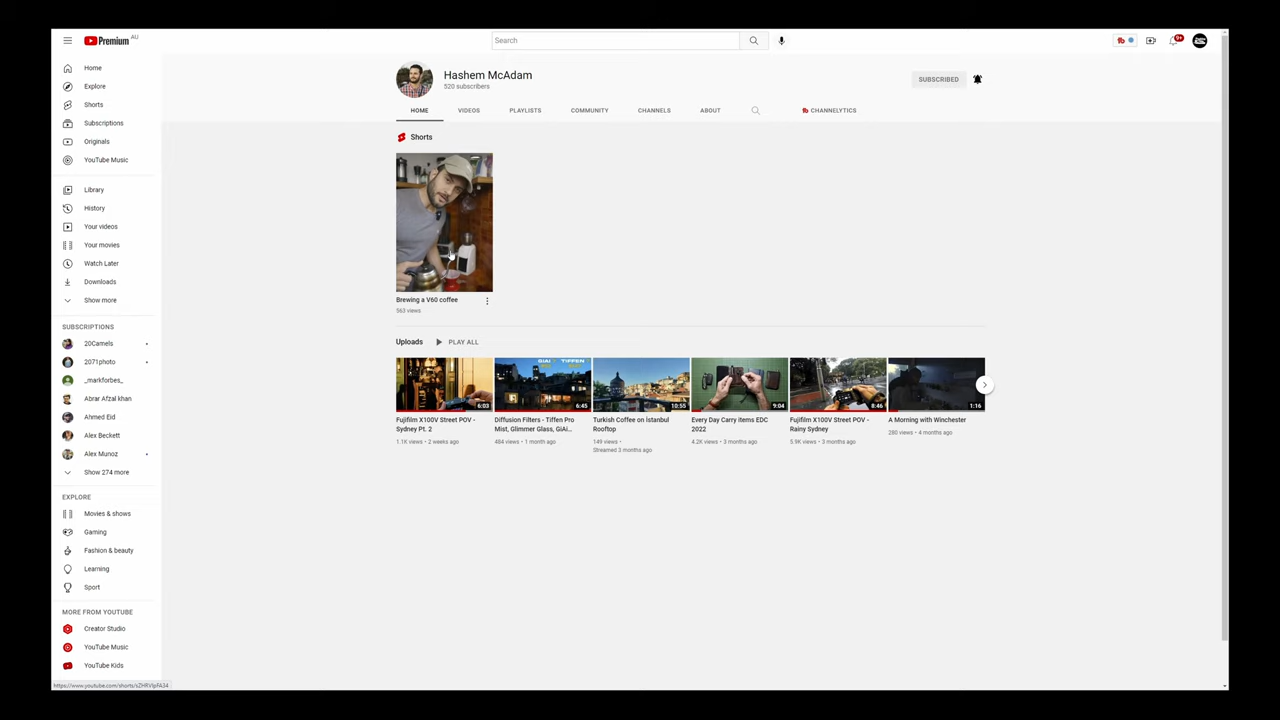 Premium AU
Search
9+
Home
Explore
Shorts
Subscriptions
Originals
YouTube Music
Library
History
Your videos
Your movies
Watch Later
Downloads
Show more
SUBSCRIPTIONS
20Camels
2071photo
_markforbes_
Abrar Afzal khan
Ahmed Eid
Alex Beckett
Alex Munoz
Show 274 more
EXPLORE
Movies & shows
Gaming
Fashion & beauty
Learning
Sport
MORE FROM YOUTUBE
Creator Studio
YouTube Music
YouTube Kids
Hashem McAdam
520 subscribers
SUBSCRIBED
HOME VIDEOS PLAYLISTS COMMUNITY CHANNELS ABOUT CHANNELYTICS
Shorts
Brewing a V60 coffee
563 views
Uploads PLAY ALL
6:03
Fujifilm X100V Street POV -
Sydney Pt. 2
1.1K views • 2 weeks ago
GIAI TIFFEN
6:45
Diffusion Filters - Tiffen Pro
Mist, Glimmer Glass, GiAi...
484 views • 1 month ago
10:55
Turkish Coffee on İstanbul
Rooftop
149 views •
Streamed 3 months ago
9:04
Every Day Carry items EDC
2022
4.2K views • 3 months ago
8:46
Fujifilm X100V Street POV -
Rainy Sydney
5.9K views • 3 months ago
1:16
A Morning with Winchester
280 views • 4 months ago